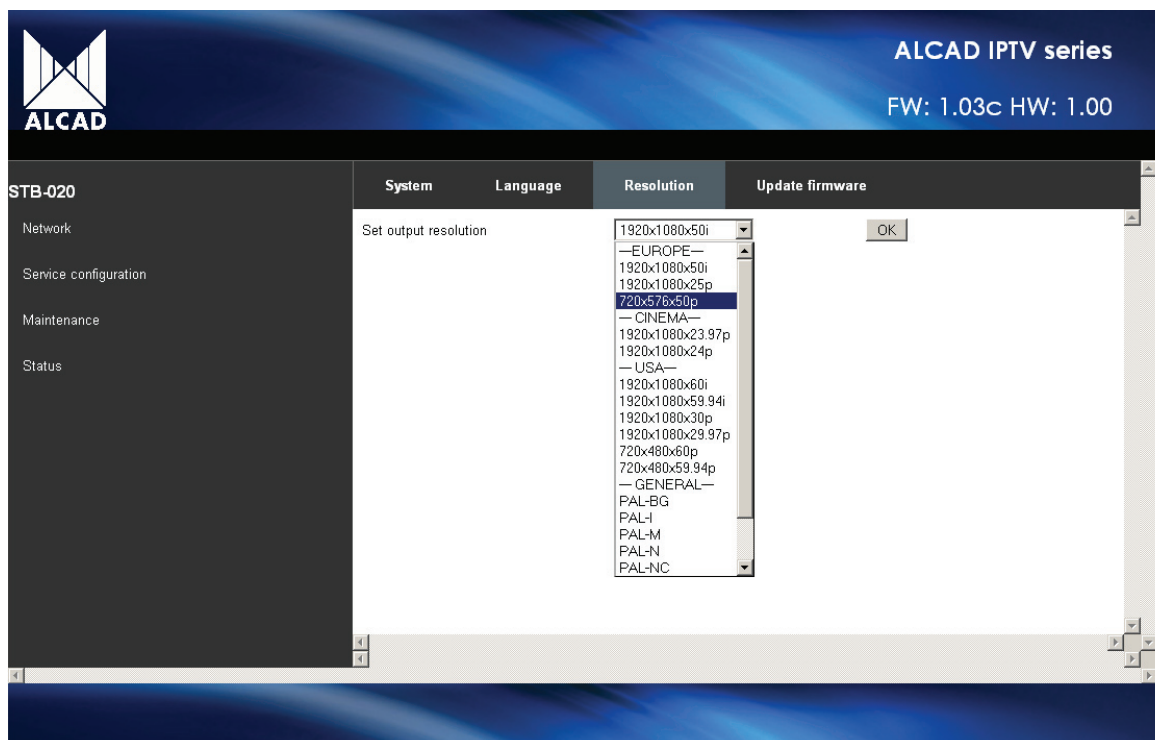 ALCAD
ALCAD IPTV series
FW: 1.03c HW: 1.00
STB-020
Network
Service configuration
Maintenance
Status
System Language Resolution Update firmware
Set output resolution 1920x1080x50i OK
—EUROPE—
1920x1080x50i
1920x1080x25p
720x576x50p
— CINEMA—
1920x1080x23.97p
1920x1080x24p
— USA—
1920x1080x60i
1920x1080x59.94i
1920x1080x30p
1920x1080x29.97p
720x480x60p
720x480x59.94p
— GENERAL—
PAL-BG
PAL-I
PAL-M
PAL-N
PAL-NC